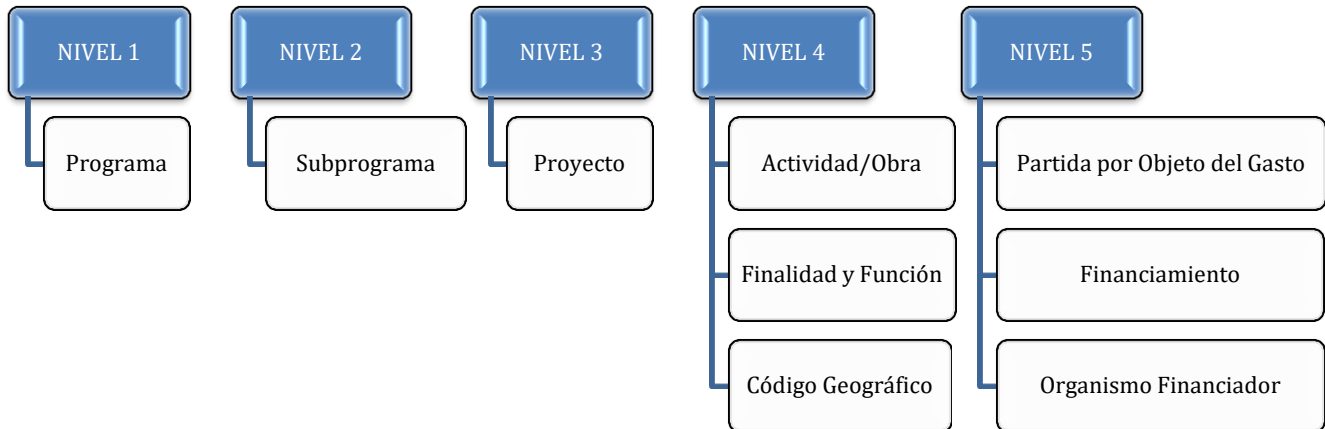 NIVEL 1
Programa
NIVEL 2
Subprograma
NIVEL 3
Proyecto
NIVEL 4
Actividad/Obra
Finalidad y Función
Código Geográfico
NIVEL 5
Partida por Objeto del Gasto
Financiamiento
Organismo Financiador